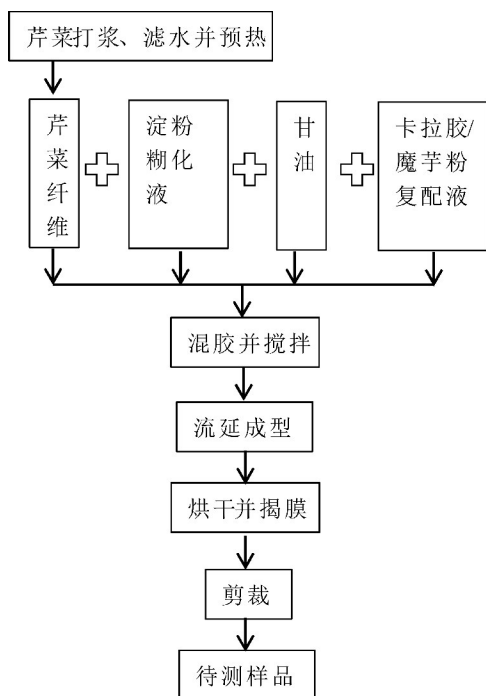 芹菜打浆、滤水并预热
芹
菜
纤
维
淀粉
糊化
液
甘
油
卡拉胶/
魔芋粉
复配液
混胶并搅拌
流延成型
烘干并揭膜
剪裁
待测样品